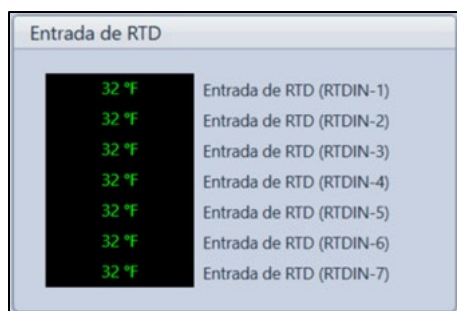 Entrada de RTD
32 °F Entrada de RTD (RTDIN-1)
32 °F Entrada de RTD (RTDIN-2)
32 °F Entrada de RTD (RTDIN-3)
32 °F Entrada de RTD (RTDIN-4)
32 °F Entrada de RTD (RTDIN-5)
32 °F Entrada de RTD (RTDIN-6)
32 °F Entrada de RTD (RTDIN-7)